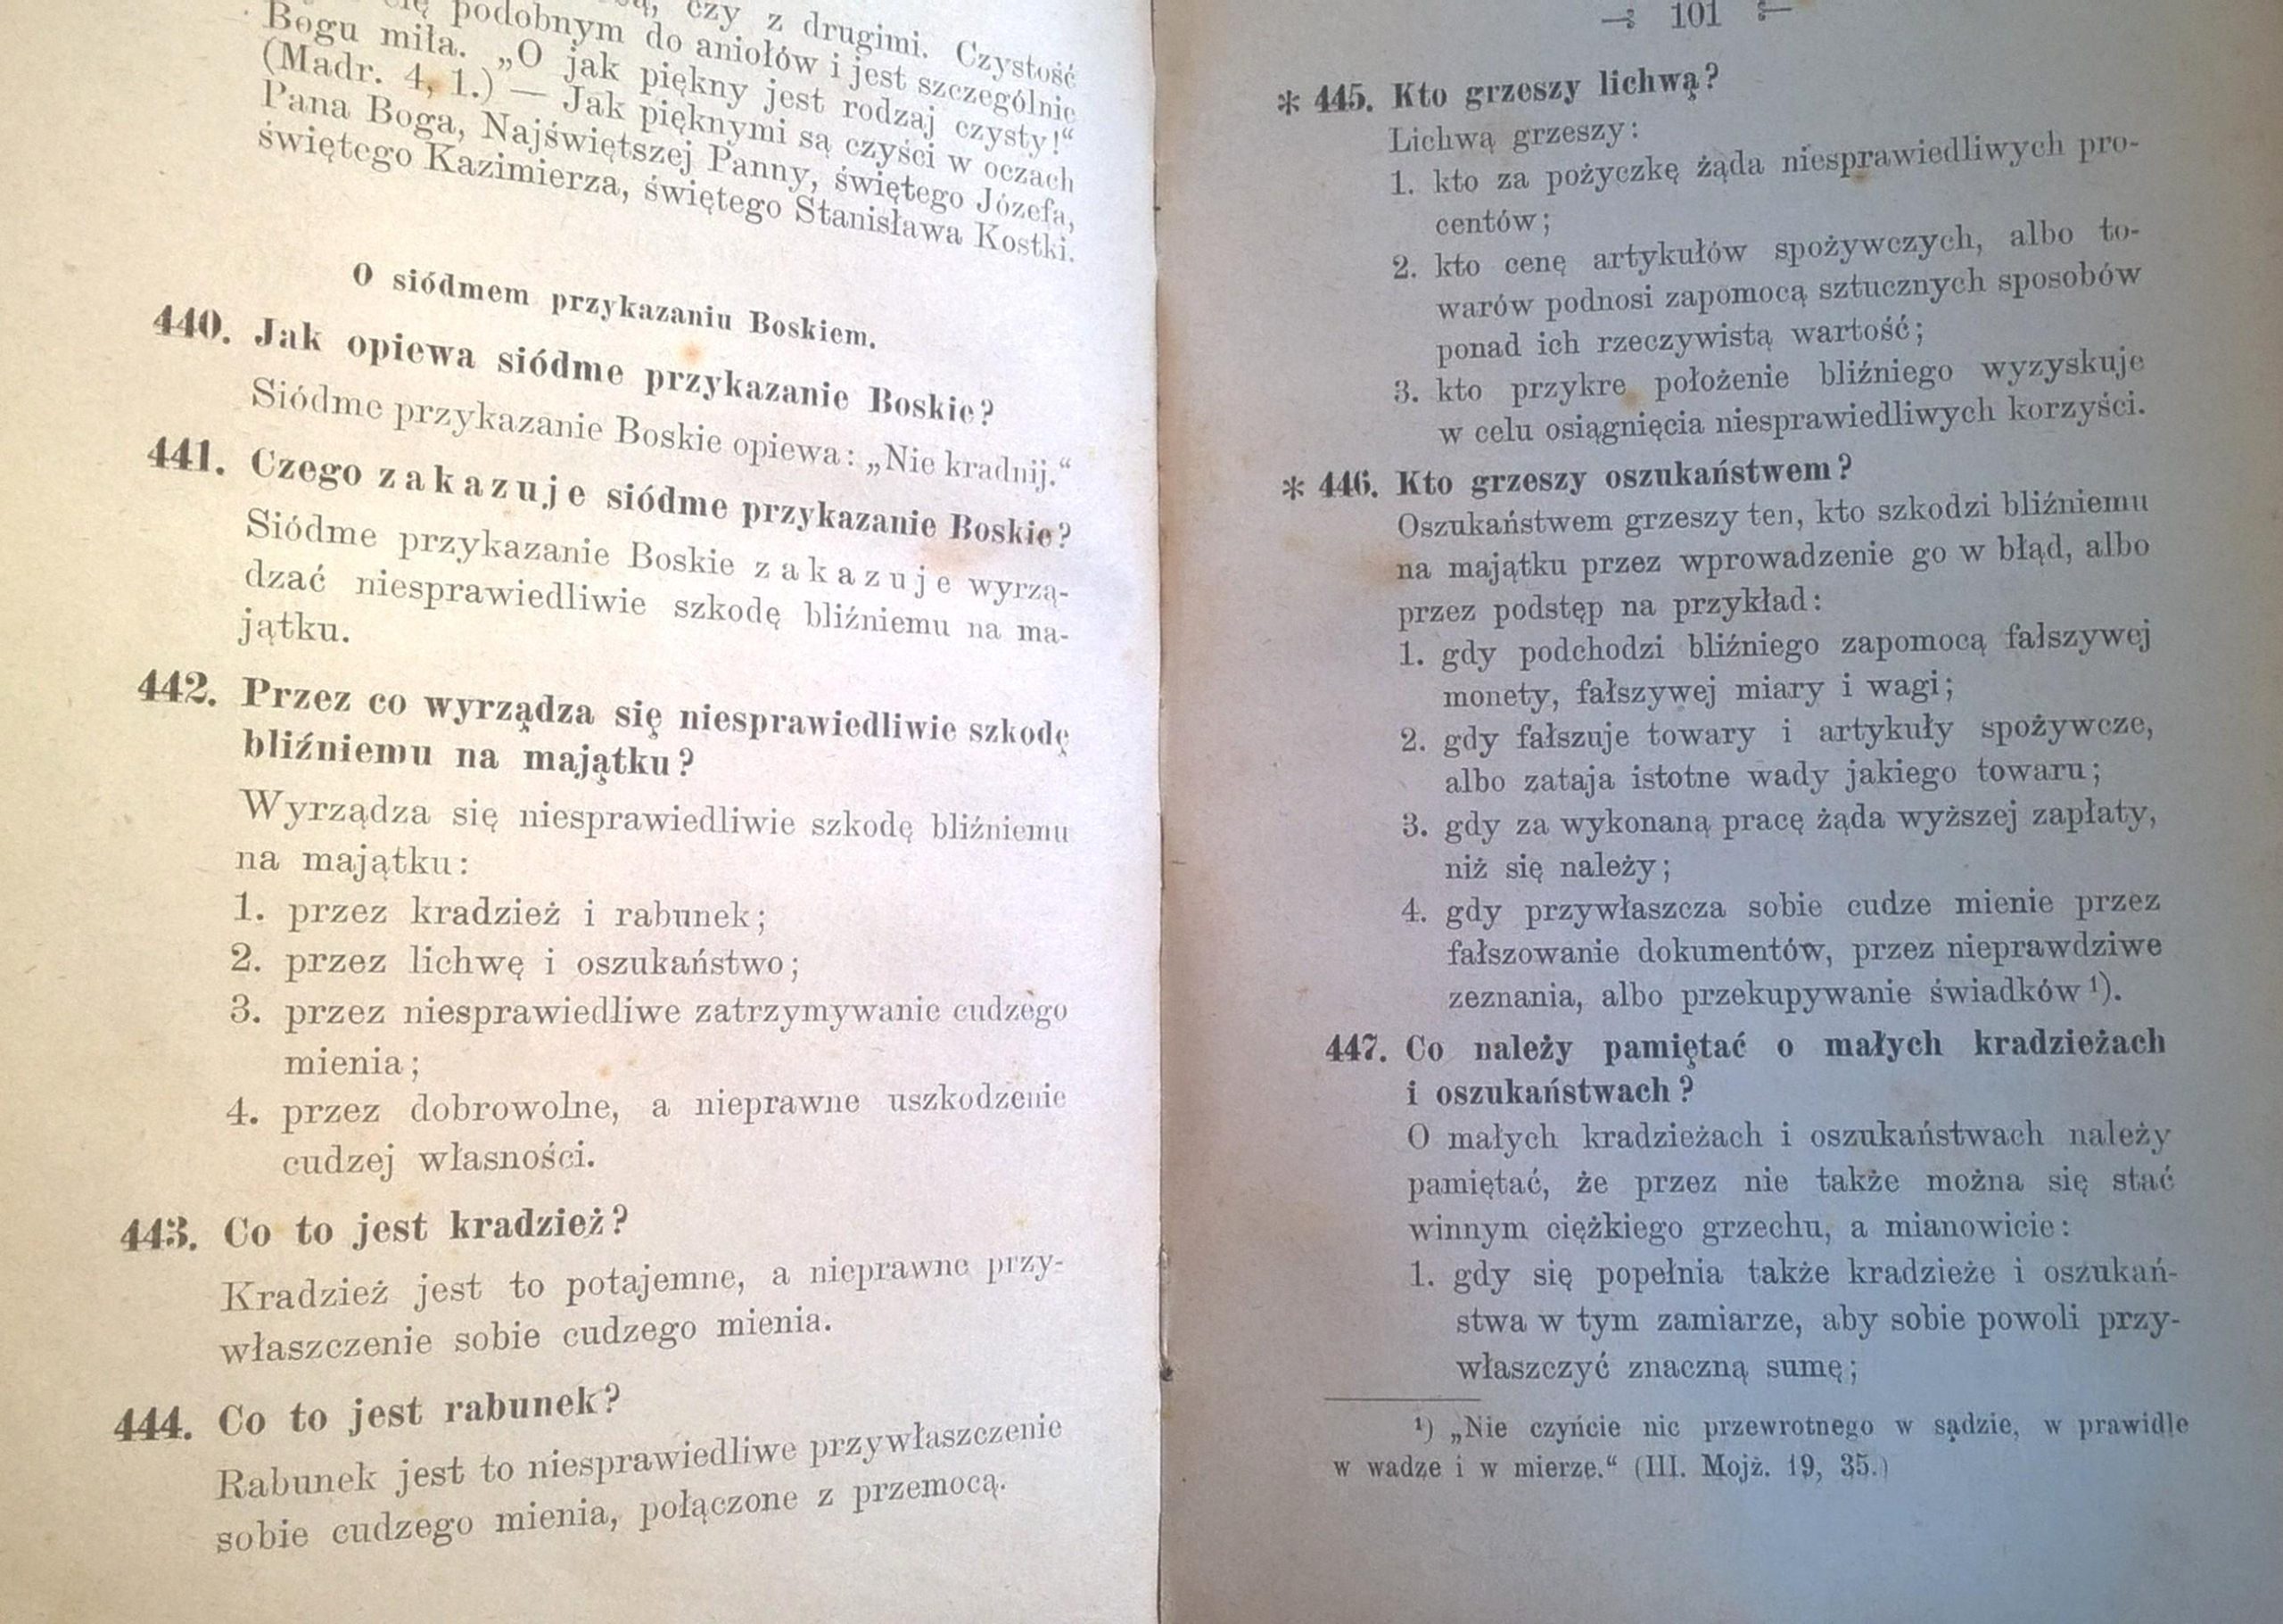 czy z drugimi. Czystość
podobnym do aniołów i jest szczególnie
Bogu miła. „O jak piękny jest rodzaj czysty!“
(Madr. 4, 1.) — Jak pięknymi są czyści w oczach
Pana Boga, Najświętszej Panny, świętego Józefa,
świętego Kazimierza, świętego Stanisława Kostki.
O siódmem przykazaniu Boskiem.
440. Jak opiewa siódme przykazanie Boskie?
Siódme przykazanie Boskie opiewa: „Nie kradnij.“
441. Czego zakazuje siódme przykazanie Boskie?
Siódme przykazanie Boskie zakazuje wyrzą-
dzać niesprawiedliwie szkodę bliźniemu na ma-
jątku.
442. Przez co wyrządza się niesprawiedliwie szkodę
bliźniemu na majątku?
Wyrządza się niesprawiedliwie szkodę bliźniemu
na majątku:
1. przez kradzież i rabunek;
2. przez lichwę i oszukaństwo;
3. przez niesprawiedliwe zatrzymywanie cudzego
mienia;
4. przez dobrowolne, a nieprawne uszkodzenie
cudzej własności.
443. Co to jest kradzież?
Kradzież jest to potajemne, a nieprawne przy-
właszczenie sobie cudzego mienia.
444. Co to jest rabunek?
Rabunek jest to niesprawiedliwe przywłaszczenie
sobie cudzego mienia, połączone z przemocą.
101
* 445. Kto grzeszy lichwą?
Lichwą grzeszy:
1. kto za pożyczkę żąda niesprawiedliwych pro-
centów;
2. kto cenę artykułów spożywczych, albo to-
warów podnosi zapomocą sztucznych sposobów
ponad ich rzeczywistą wartość;
3. kto przykre położenie bliźniego wyzyskuje
w celu osiągnięcia niesprawiedliwych korzyści.
* 446. Kto grzeszy oszukaństwem?
Oszukaństwem grzeszy ten, kto szkodzi bliźniemu
na majątku przez wprowadzenie go w błąd, albo
przez podstęp na przykład:
1. gdy podchodzi bliźniego zapomocą fałszywej
monety, fałszywej miary i wagi;
2. gdy fałszuje towary i artykuły spożywcze,
albo zataja istotne wady jakiego towaru;
3. gdy za wykonaną pracę żąda wyższej zapłaty,
niż się należy;
4. gdy przywłaszcza sobie cudze mienie przez
fałszowanie dokumentów, przez nieprawdziwe
zeznania, albo przekupywanie świadków ¹).
447. Co należy pamiętać o małych kradzieżach
i oszukaństwach?
O małych kradzieżach i oszukaństwach należy
pamiętać, że przez nie także można się stać
winnym ciężkiego grzechu, a mianowicie:
1. gdy się popełnia także kradzieże i oszukań-
stwa w tym zamiarze, aby sobie powoli przy-
właszczyć znaczną sumę;
¹) „Nie czyńcie nic przewrotnego w sądzie, w prawidle
w wadze i w mierze.“ (III. Mojż. 19, 35.)